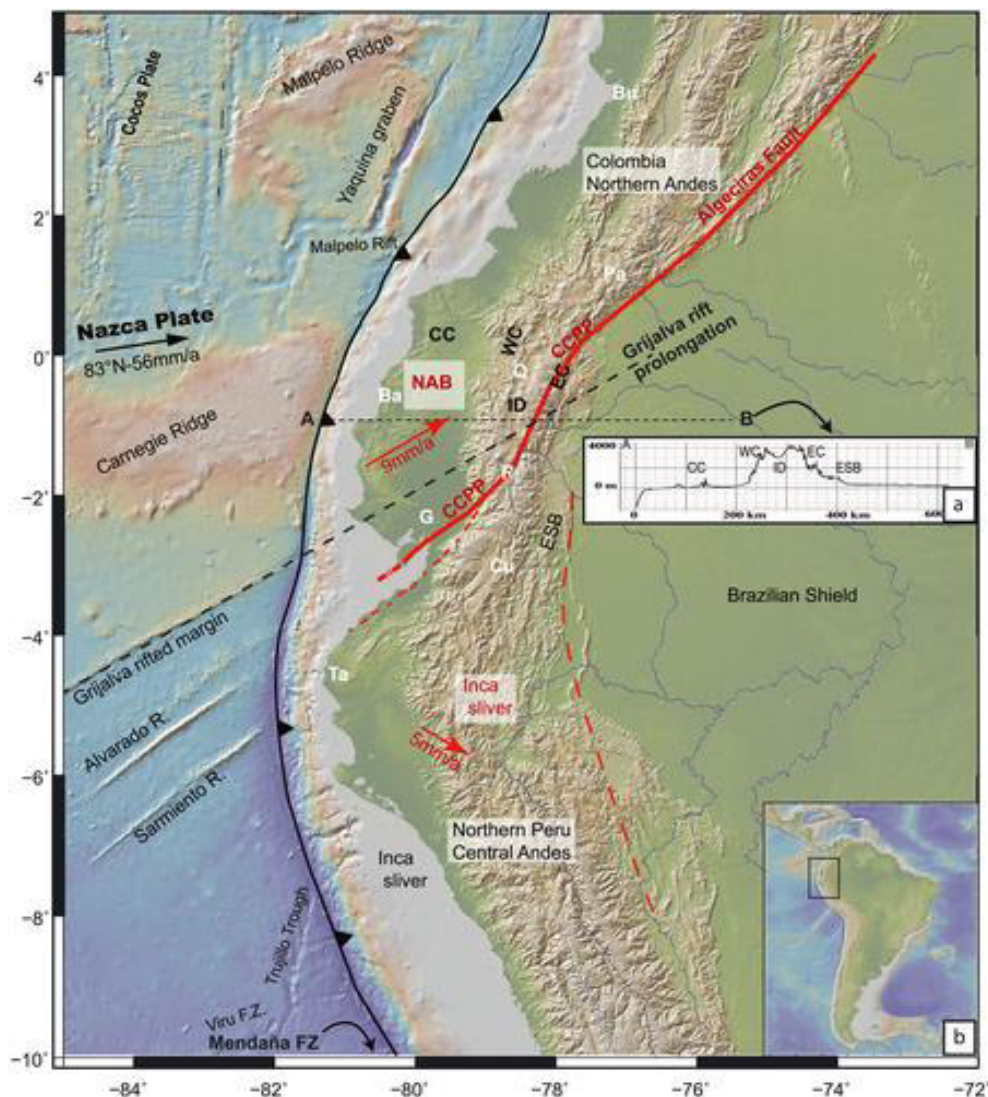 4°
2°
0°
−2°
−4°
−6°
−8°
−10°
−84°
−82°
−80°
−78°
−76°
−74°
−72°
Cocos Plate
Malpelo Ridge
Yaquina graben
Malpelo Rift
Bu
Colombia
Northern Andes
Algeciras Fault
Pa
Nazca Plate
83°N-56mm/a
Carnegie Ridge
CC
WC
CCPP
EC
Grijalva rift
prolongation
NAB
Ba
Q
ID
A
B
9mm/a
CCPP
G
ESB
Cu
A
B
4000
0 m
CC
WC
ID
EC
ESB
0
200 km
400 km
a
Brazilian Shield
Grijalva rifted margin
Alvarado R.
Sarmiento R.
Ta
Inca
sliver
5mm/a
Northern Peru
Central Andes
Inca
sliver
Trujillo Trough
Viru F.Z.
Mendaña FZ
b